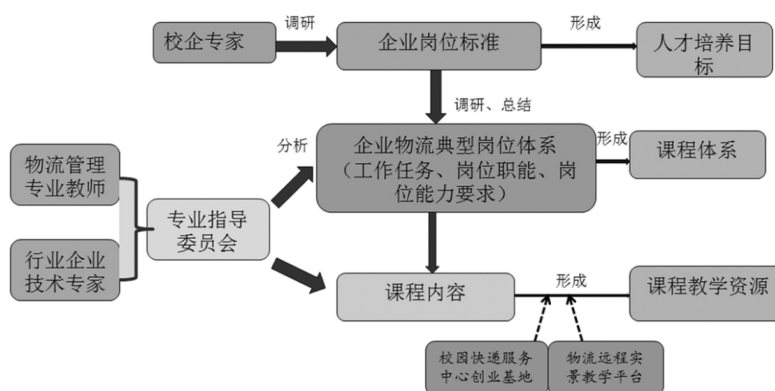 校企专家
调研
企业岗位标准
形成
人才培养目
标
调研、总结
分析
企业物流典型岗位体系
（工作任务、岗位职能、岗
位能力要求）
形成
课程体系
物流管理
专业教师
专业指导
委员会
行业企业
技术专家
课程内容
形成
课程教学资源
校园快递服务
中心创业基地
物流远程实
景教学平台